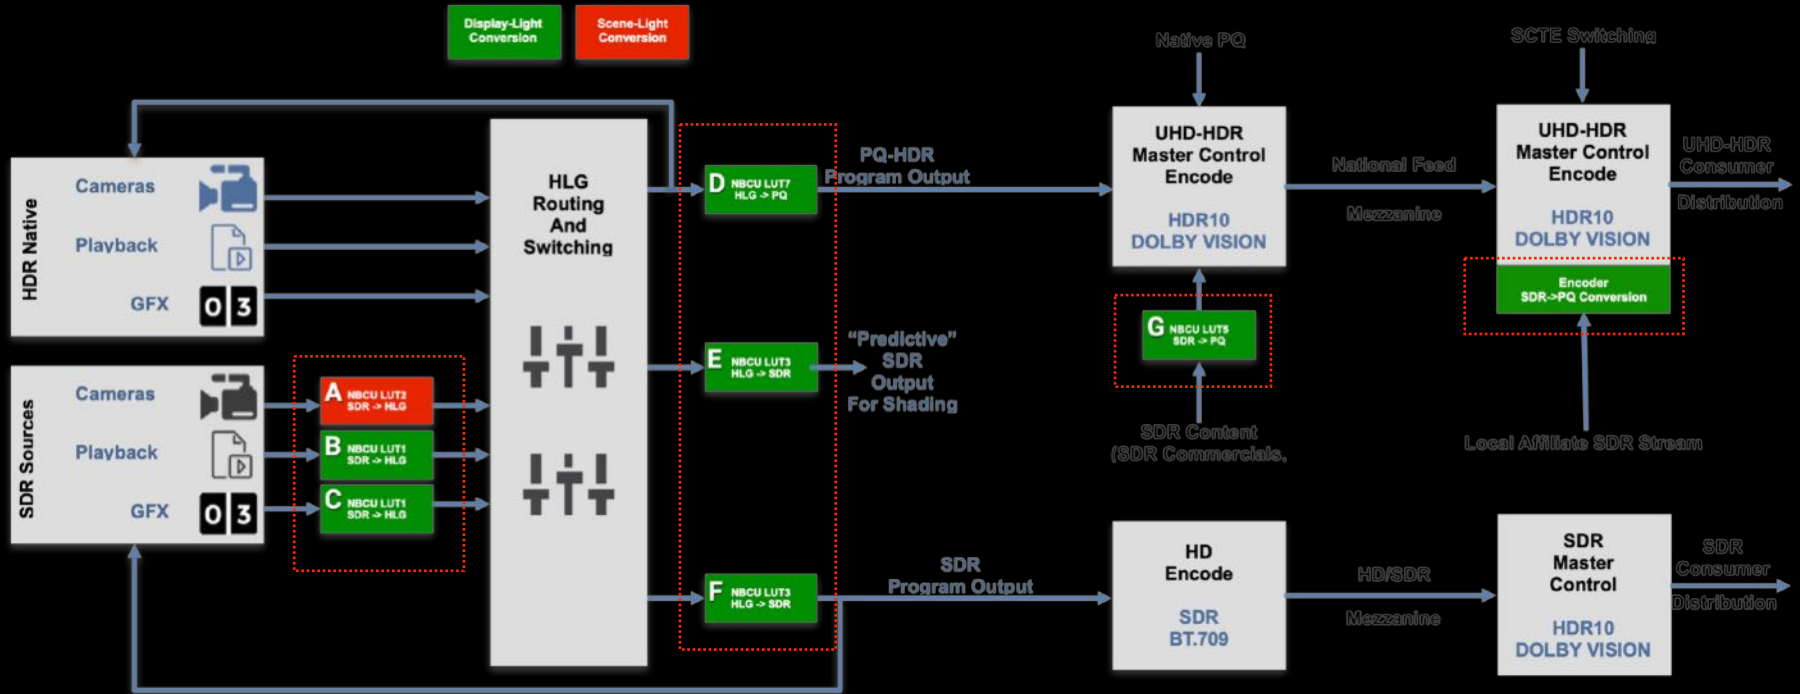 Display-Light
Conversion
Scene-Light
Conversion
Native PQ
SCTE Switching
HDR Native
Cameras
Playback
GFX
0 3
SDR Sources
Cameras
Playback
GFX
0 3
A NBCU LUT2
SDR -> HLG
B NBCU LUT1
SDR -> HLG
C NBCU LUT1
SDR -> HLG
HLG
Routing
And
Switching
D NBCU LUT7
HLG -> PQ
E NBCU LUT3
HLG -> SDR
F NBCU LUT3
HLG -> SDR
PQ-HDR
Program Output
“Predictive”
SDR
Output
For Shading
SDR
Program Output
UHD-HDR
Master Control
Encode
HDR10
DOLBY VISION
G NBCU LUT5
SDR -> PQ
SDR Content
(SDR Commercials,
National Feed
Mezzanine
UHD-HDR
Master Control
Encode
HDR10
DOLBY VISION
Encoder
SDR->PQ Conversion
Local Affiliate SDR Stream
UHD-HDR
Consumer
Distribution
HD
Encode
SDR
BT.709
HD/SDR
Mezzanine
SDR
Master
Control
HDR10
DOLBY VISION
SDR
Consumer
Distribution